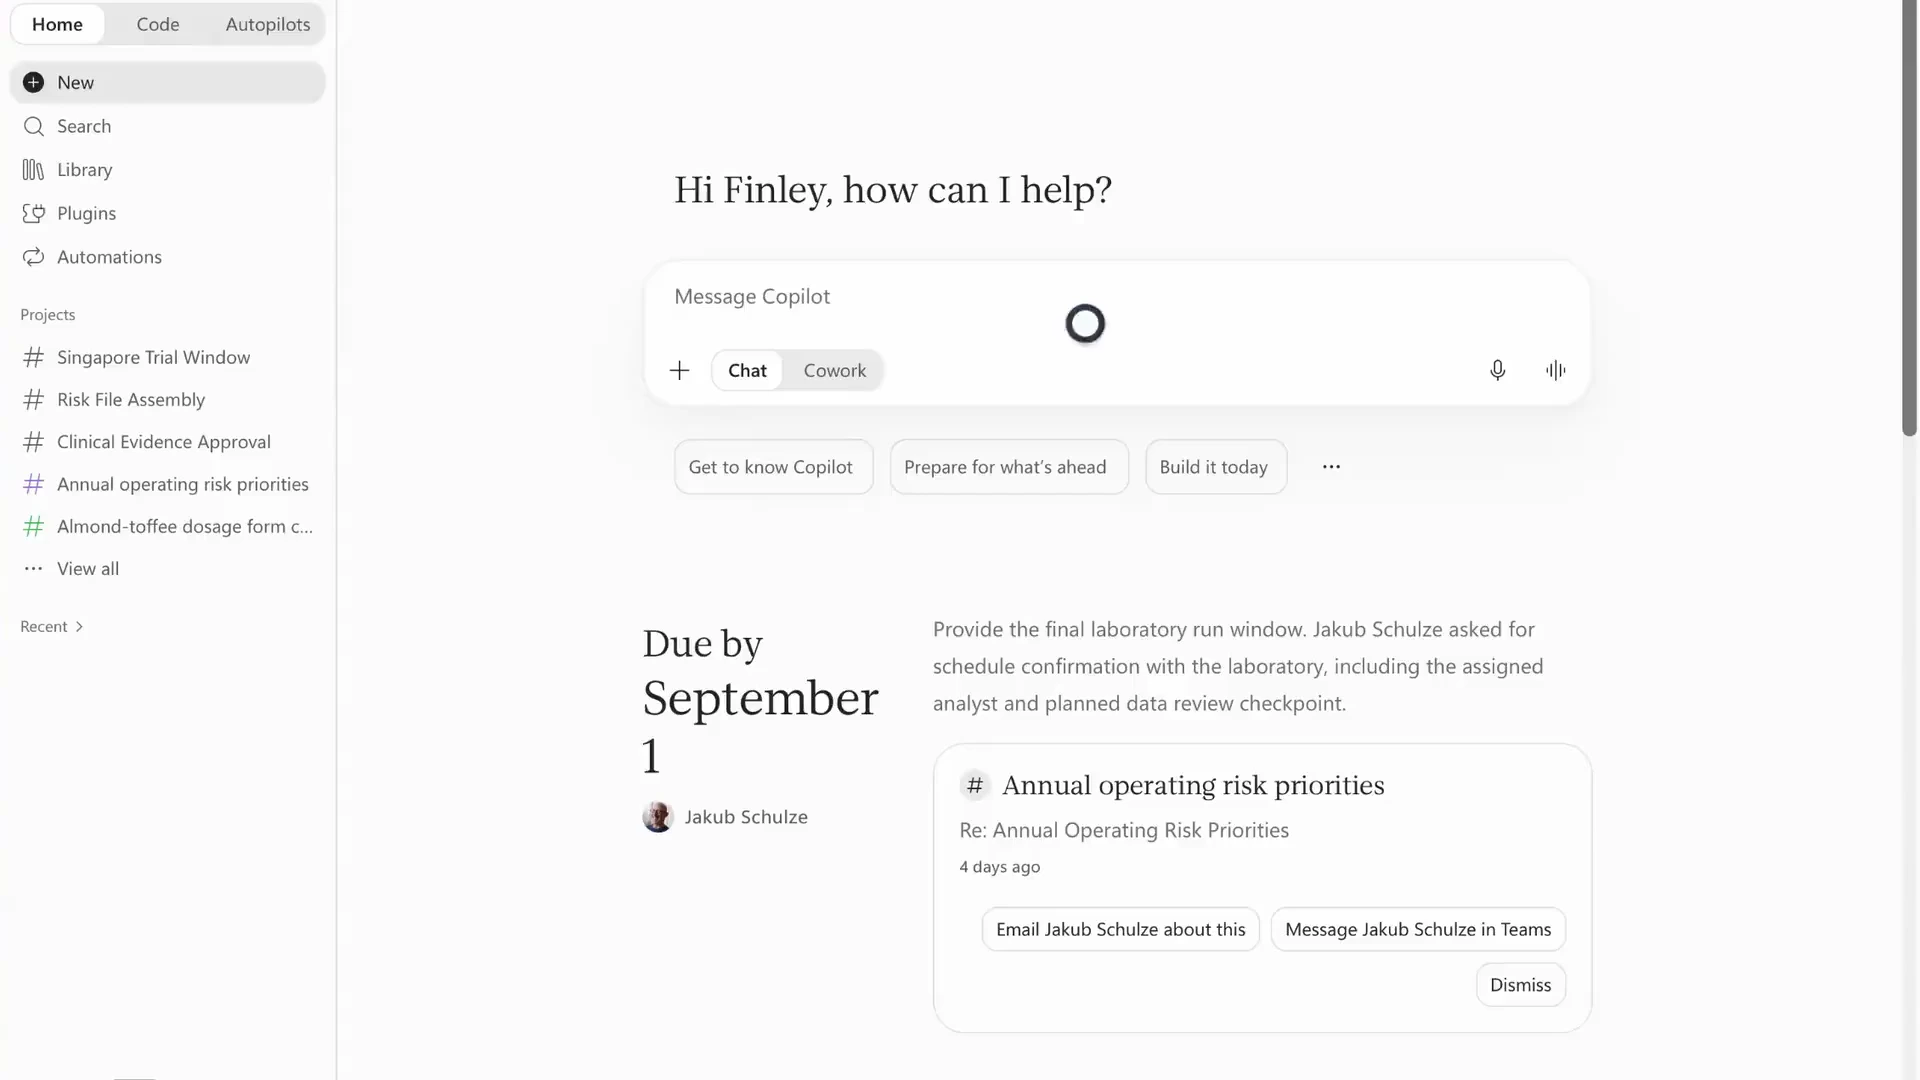 Home Code Autopilots
New
Search
Library
Plugins
Automations
Projects
Singapore Trial Window
Risk File Assembly
Clinical Evidence Approval
Annual operating risk priorities
Almond-toffee dosage form c...
View all
Recent
Hi Finley, how can I help?
Message Copilot
Chat Cowork
Get to know Copilot Prepare for what's ahead Build it today
Due by
September
1
Jakub Schulze
Provide the final laboratory run window. Jakub Schulze asked for
schedule confirmation with the laboratory, including the assigned
analyst and planned data review checkpoint.
# Annual operating risk priorities
Re: Annual Operating Risk Priorities
4 days ago
Email Jakub Schulze about this Message Jakub Schulze in Teams
Dismiss